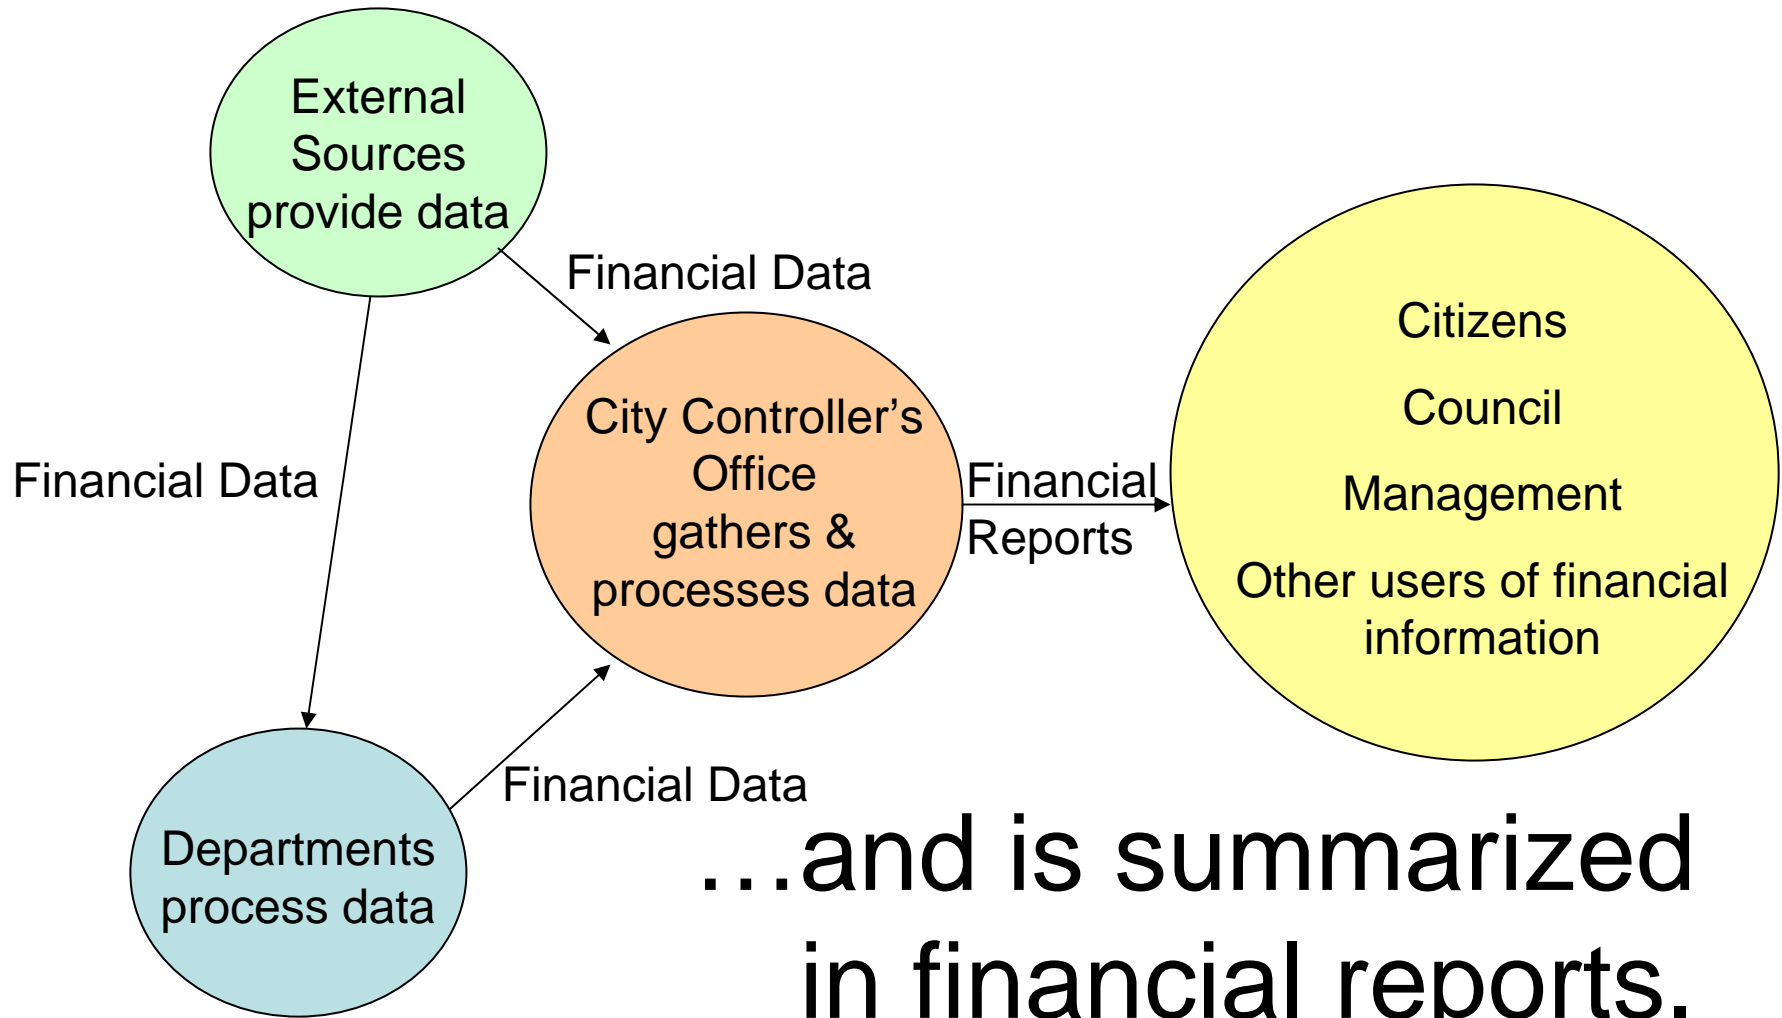 External
Sources
provide data
Financial Data
Citizens
Council
Management
Other users of financial
information
City Controller’s
Office
gathers &
processes data
Financial Data
Financial
Reports
Financial Data
Departments
process data
…and is summarized
in financial reports.